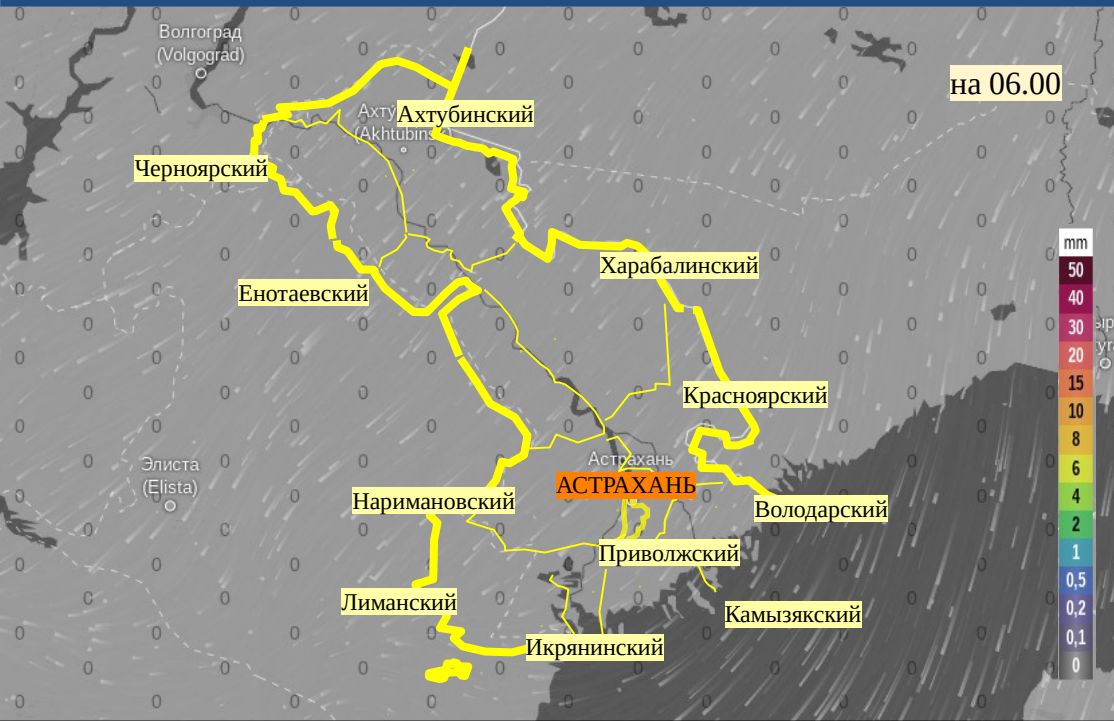 Волгоград
(Volgograd)
на 06.00
Ахтубинский
(Akhtubinsk)
Черноярский
Харабалинский
Енотаевский
mm
50
40
30
20
15
10
8
6
4
2
1
0,5
0,2
0,1
0
Красноярский
Астрахань
Элиста
(Elista)
АСТРАХАНЬ
Наримановский
Володарский
Приволжский
Лиманский
Камызякский
Икрянинский